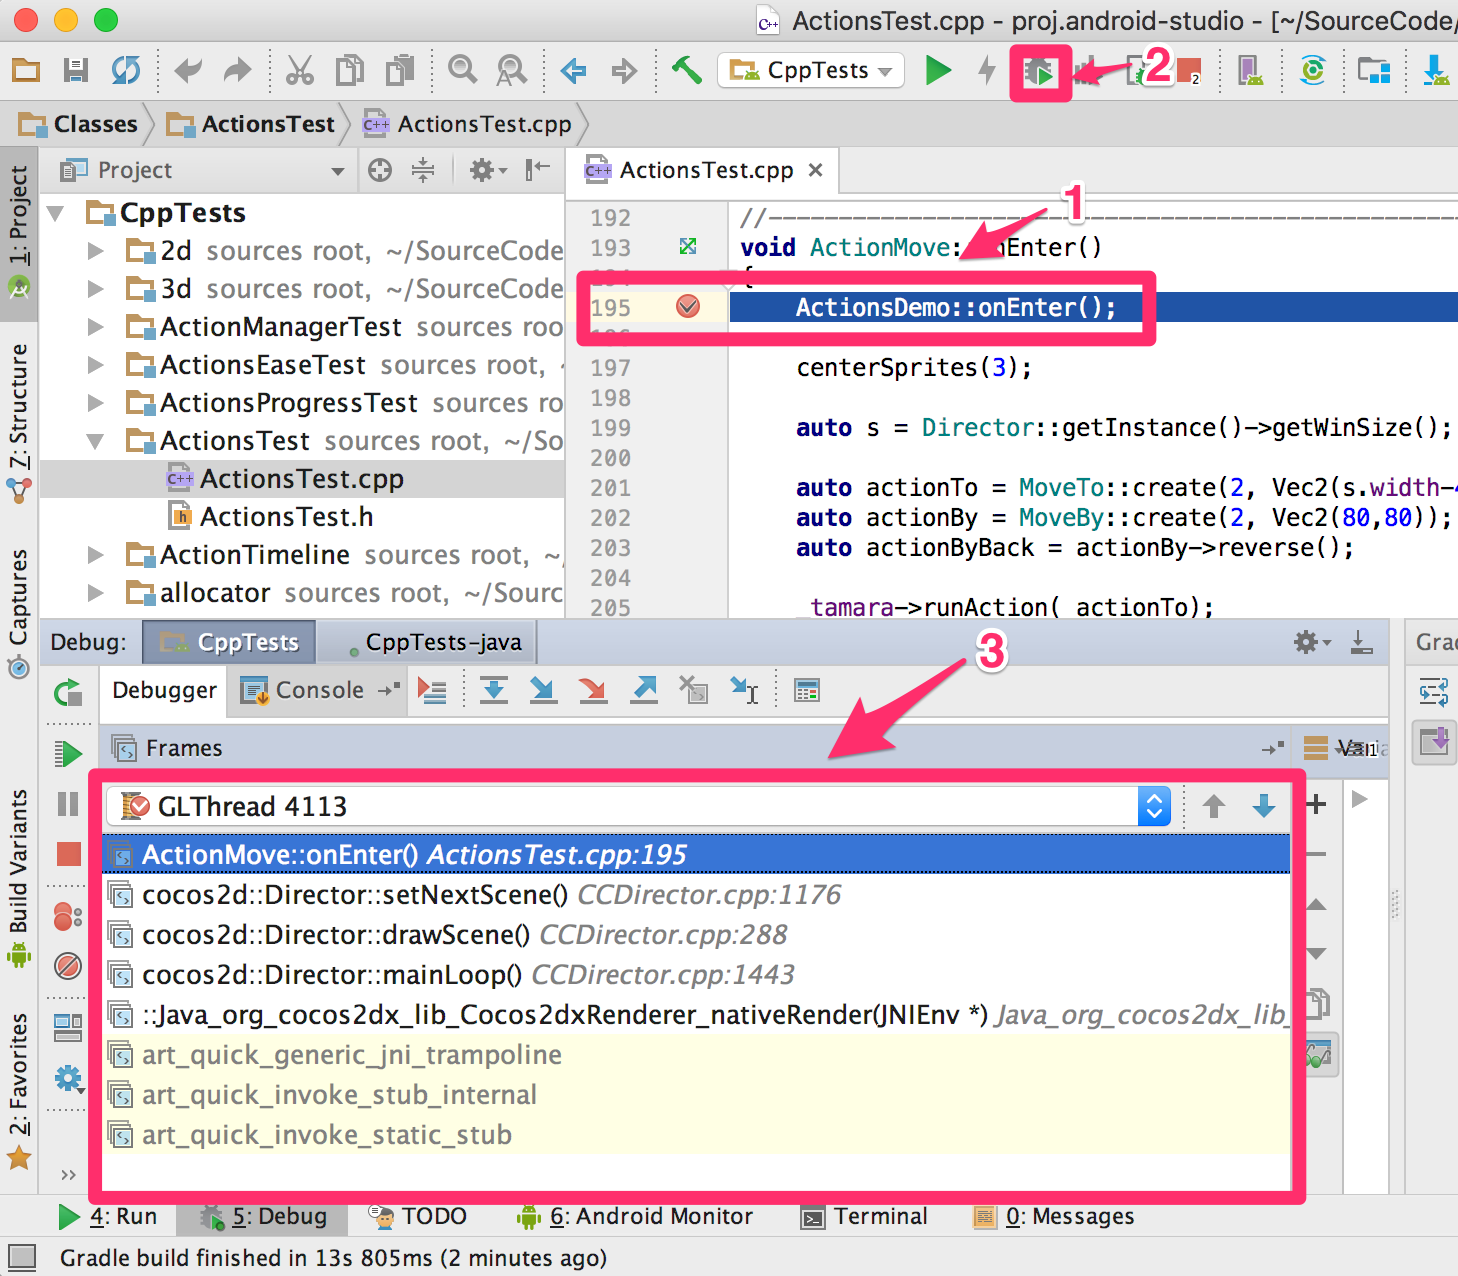 ActionsTest.cpp - proj.android-studio - [~/SourceCode/
CppTests
2
2
Classes
ActionsTest
ActionsTest.cpp
1: Project
Z: Structure
Captures
Build Variants
2: Favorites
Project
CppTests
2d sources root, ~/SourceCode
3d sources root, ~/SourceCode
ActionManagerTest sources roo
ActionsEaseTest sources root,
ActionsProgressTest sources ro
ActionsTest sources root, ~/So
ActionsTest.cpp
ActionsTest.h
ActionTimeline sources root, ~/
allocator sources root, ~/Sourc
ActionsTest.cpp
1
192 //
193 void ActionMove::onEnter()
194 {
195 ActionsDemo::onEnter();
196
197 centerSprites(3);
198
199 auto s = Director::getInstance()->getWinSize();
200
201 auto actionTo = MoveTo::create(2, Vec2(s.width-4
202 auto actionBy = MoveBy::create(2, Vec2(80,80));
203 auto actionByBack = actionBy->reverse();
204
205 _tamara->runAction( actionTo);
Debug: CppTests CppTests-java
3
Grad
Debugger Console
Frames
GLThread 4113
ActionMove::onEnter() ActionsTest.cpp:195
cocos2d::Director::setNextScene() CCDirector.cpp:1176
cocos2d::Director::drawScene() CCDirector.cpp:288
cocos2d::Director::mainLoop() CCDirector.cpp:1443
::Java_org_cocos2dx_lib_Cocos2dxRenderer_nativeRender(JNIEnv *) Java_org_cocos2dx_lib_
art_quick_generic_jni_trampoline
art_quick_invoke_stub_internal
art_quick_invoke_static_stub
4: Run
5: Debug
TODO
6: Android Monitor
Terminal
0: Messages
Gradle build finished in 13s 805ms (2 minutes ago)